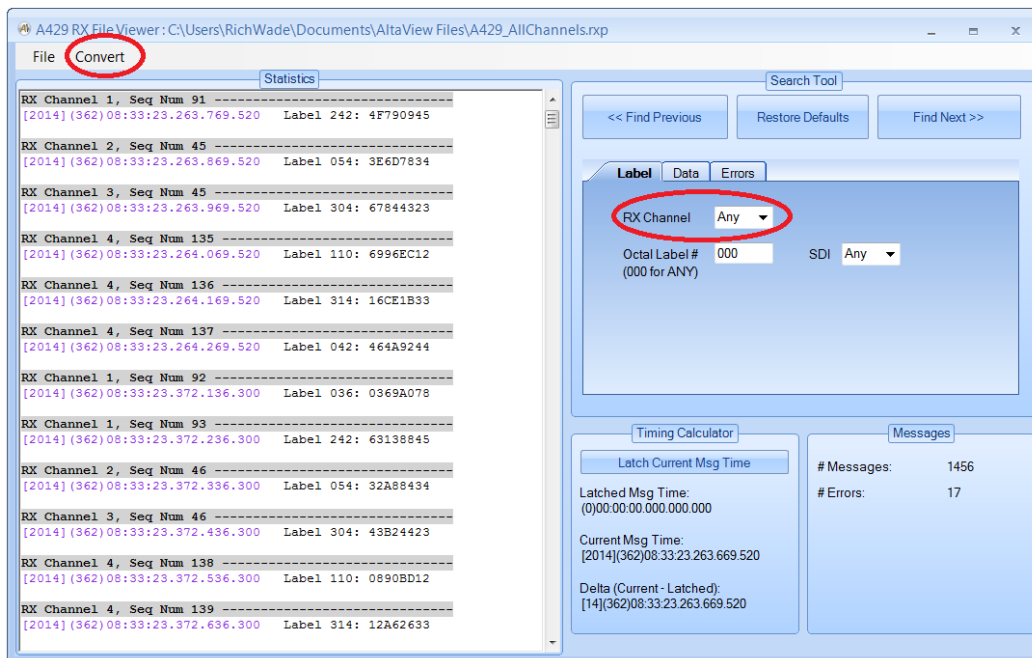 A429 RX File Viewer : C:\Users\RichWade\Documents\AltaView Files\A429_AllChannels.rxp
File Convert
Statistics
RX Channel 1, Seq Num 91 -------------------------------
[2014](362)08:33:23.263.769.520 Label 242: 4F790945
RX Channel 2, Seq Num 45 -------------------------------
[2014](362)08:33:23.263.869.520 Label 054: 3E6D7834
RX Channel 3, Seq Num 45 -------------------------------
[2014](362)08:33:23.263.969.520 Label 304: 67844323
RX Channel 4, Seq Num 135 ------------------------------
[2014](362)08:33:23.264.069.520 Label 110: 6996EC12
RX Channel 4, Seq Num 136 ------------------------------
[2014](362)08:33:23.264.169.520 Label 314: 16CE1B33
RX Channel 4, Seq Num 137 ------------------------------
[2014](362)08:33:23.264.269.520 Label 042: 464A9244
RX Channel 1, Seq Num 92 -------------------------------
[2014](362)08:33:23.372.136.300 Label 036: 0369A078
RX Channel 1, Seq Num 93 -------------------------------
[2014](362)08:33:23.372.236.300 Label 242: 63138845
RX Channel 2, Seq Num 46 -------------------------------
[2014](362)08:33:23.372.336.300 Label 054: 32A88434
RX Channel 3, Seq Num 46 -------------------------------
[2014](362)08:33:23.372.436.300 Label 304: 43B24423
RX Channel 4, Seq Num 138 ------------------------------
[2014](362)08:33:23.372.536.300 Label 110: 0890BD12
RX Channel 4, Seq Num 139 ------------------------------
[2014](362)08:33:23.372.636.300 Label 314: 12A62633
Search Tool
<< Find Previous Restore Defaults Find Next >>
Label Data Errors
RX Channel Any
Octal Label # 000 SDI Any
(000 for ANY)
Timing Calculator
Latch Current Msg Time
Latched Msg Time:
(0)00:00:00.000.000.000
Current Msg Time:
[2014](362)08:33:23.263.669.520
Delta (Current - Latched):
[14](362)08:33:23.263.669.520
Messages
# Messages: 1456
# Errors: 17